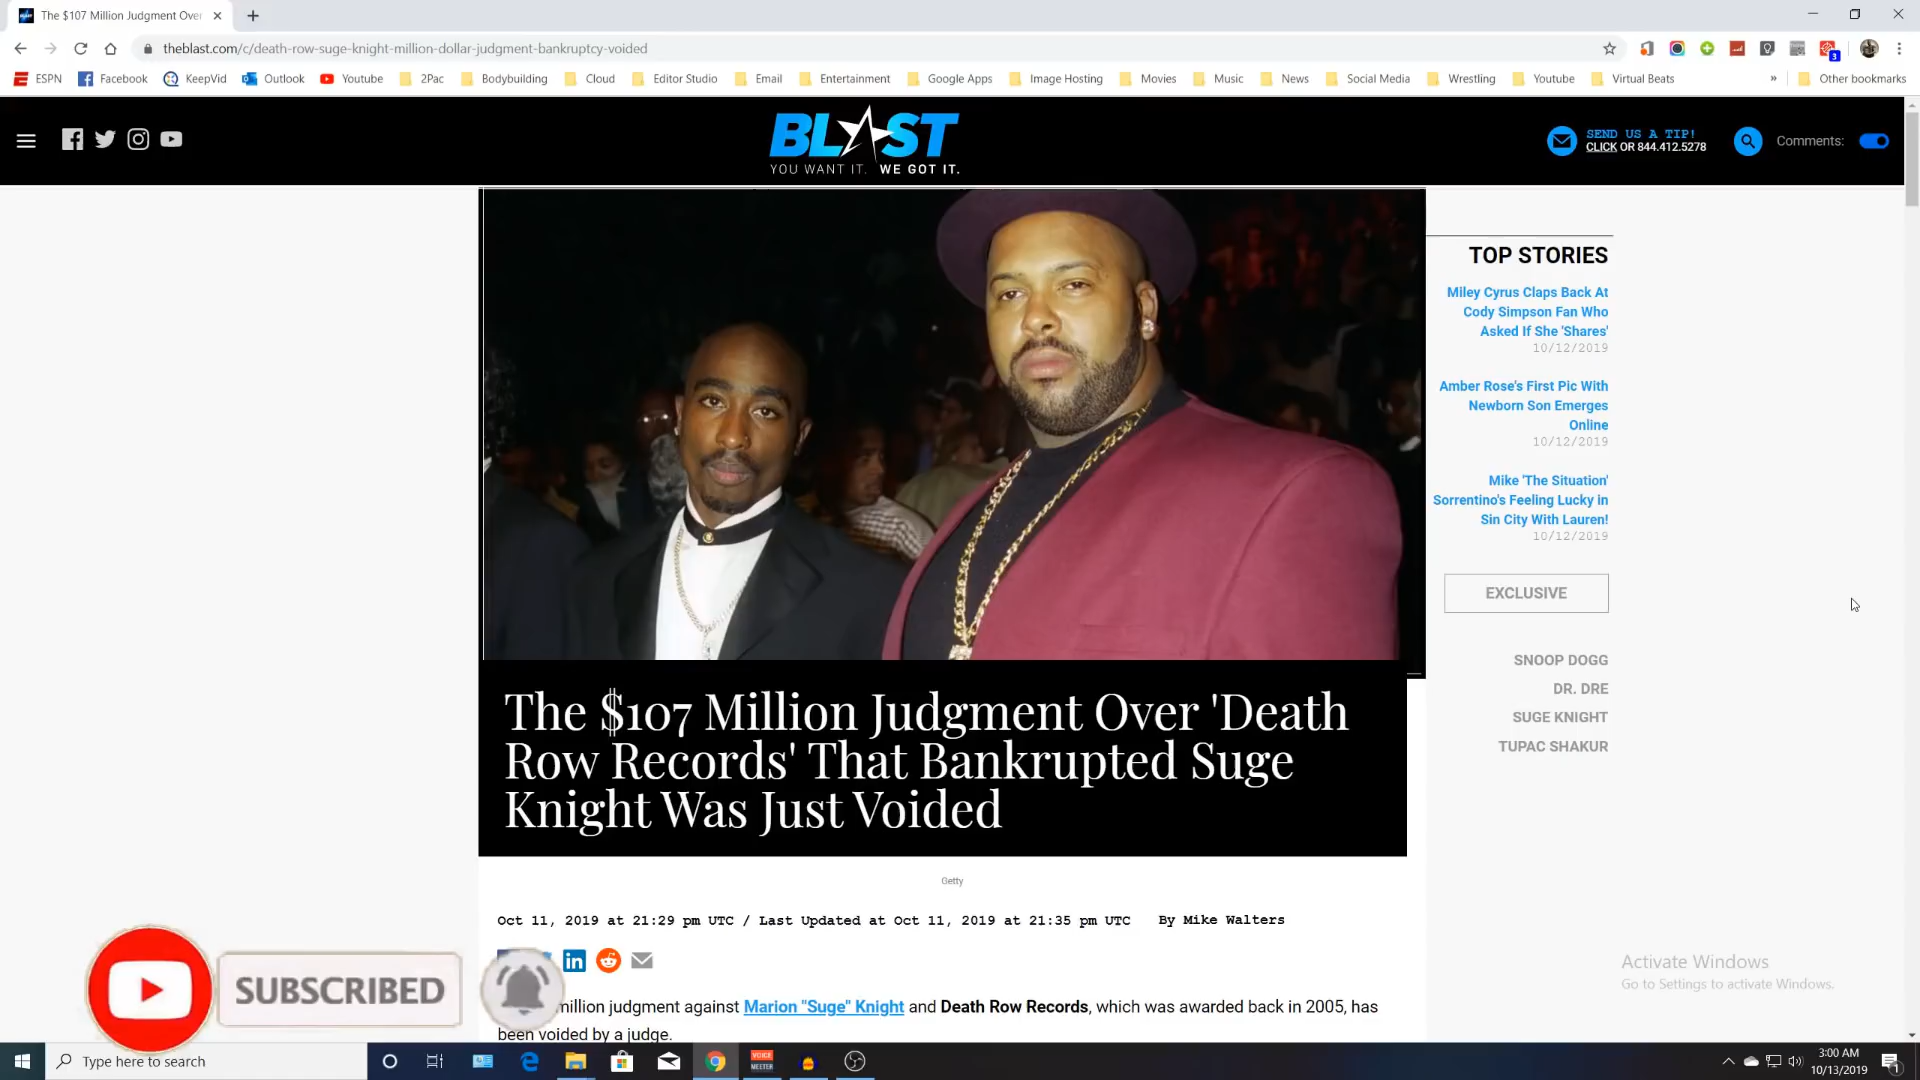 The $107 Million Judgment Over
theblast.com/c/death-row-suge-knight-million-dollar-judgment-bankruptcy-voided
3
ESPN Facebook KeepVid Outlook Youtube 2Pac Bodybuilding Cloud Editor Studio Email Entertainment Google Apps Image Hosting Movies Music News Social Media Wrestling Youtube Virtual Beats » Other bookmarks
BLAST
YOU WANT IT. WE GOT IT.
SEND US A TIP!
CLICK OR 844.412.5278
Comments:
TOP STORIES
Miley Cyrus Claps Back At
Cody Simpson Fan Who
Asked If She 'Shares'
10/12/2019
Amber Rose's First Pic With
Newborn Son Emerges
Online
10/12/2019
Mike 'The Situation'
Sorrentino's Feeling Lucky in
Sin City With Lauren!
10/12/2019
EXCLUSIVE
SNOOP DOGG
DR. DRE
SUGE KNIGHT
TUPAC SHAKUR
The $107 Million Judgment Over 'Death
Row Records' That Bankrupted Suge
Knight Was Just Voided
Getty
Oct 11, 2019 at 21:29 pm UTC / Last Updated at Oct 11, 2019 at 21:35 pm UTC By Mike Walters
in
SUBSCRIBED
million judgment against Marion "Suge" Knight and Death Row Records, which was awarded back in 2005, has
been voided by a judge.
Activate Windows
Go to Settings to activate Windows.
Type here to search
VOICE
MEETER
3:00 AM
10/13/2019
1